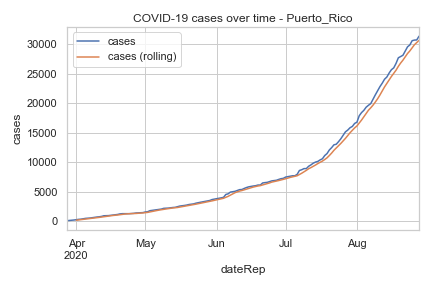 COVID-19 cases over time - Puerto_Rico
cases
cases (rolling)
30000
25000
20000
15000
10000
5000
0
cases
Apr
2020
May
Jun
Jul
Aug
dateRep